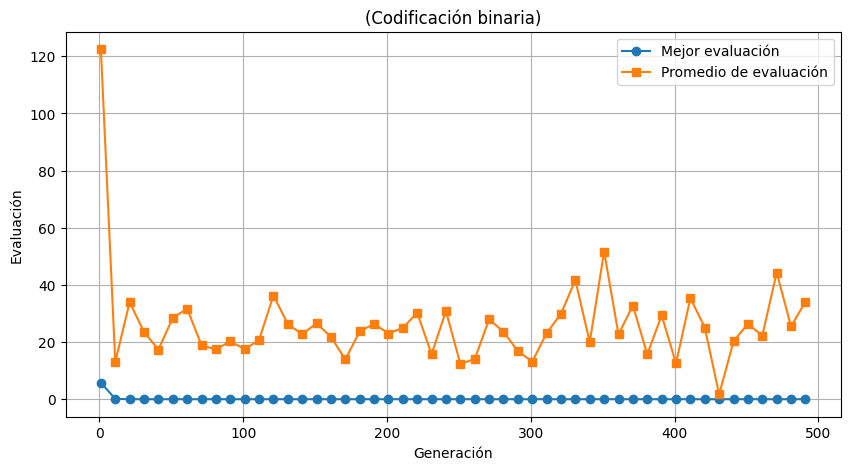 (Codificación binaria)
Mejor evaluación
Promedio de evaluación
Evaluación
120
100
80
60
40
20
0
0 100 200 300 400 500
Generación